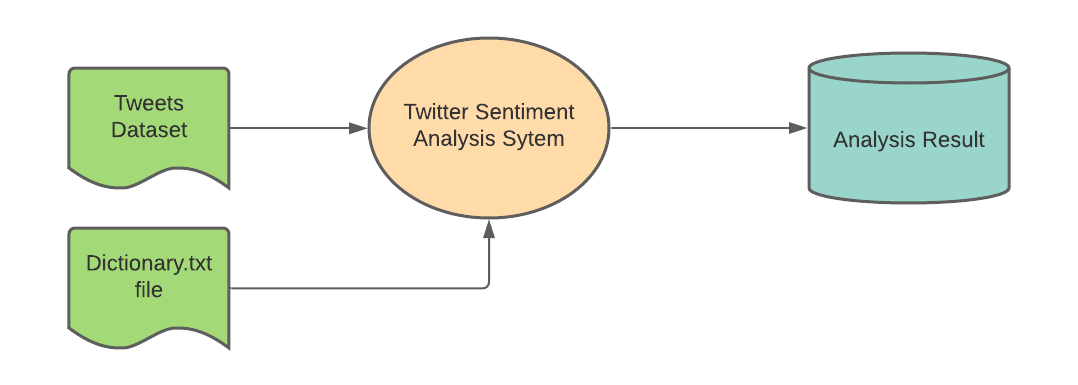 Tweets
Dataset
Twitter Sentiment
Analysis Sytem
Analysis Result
Dictionary.txt
file